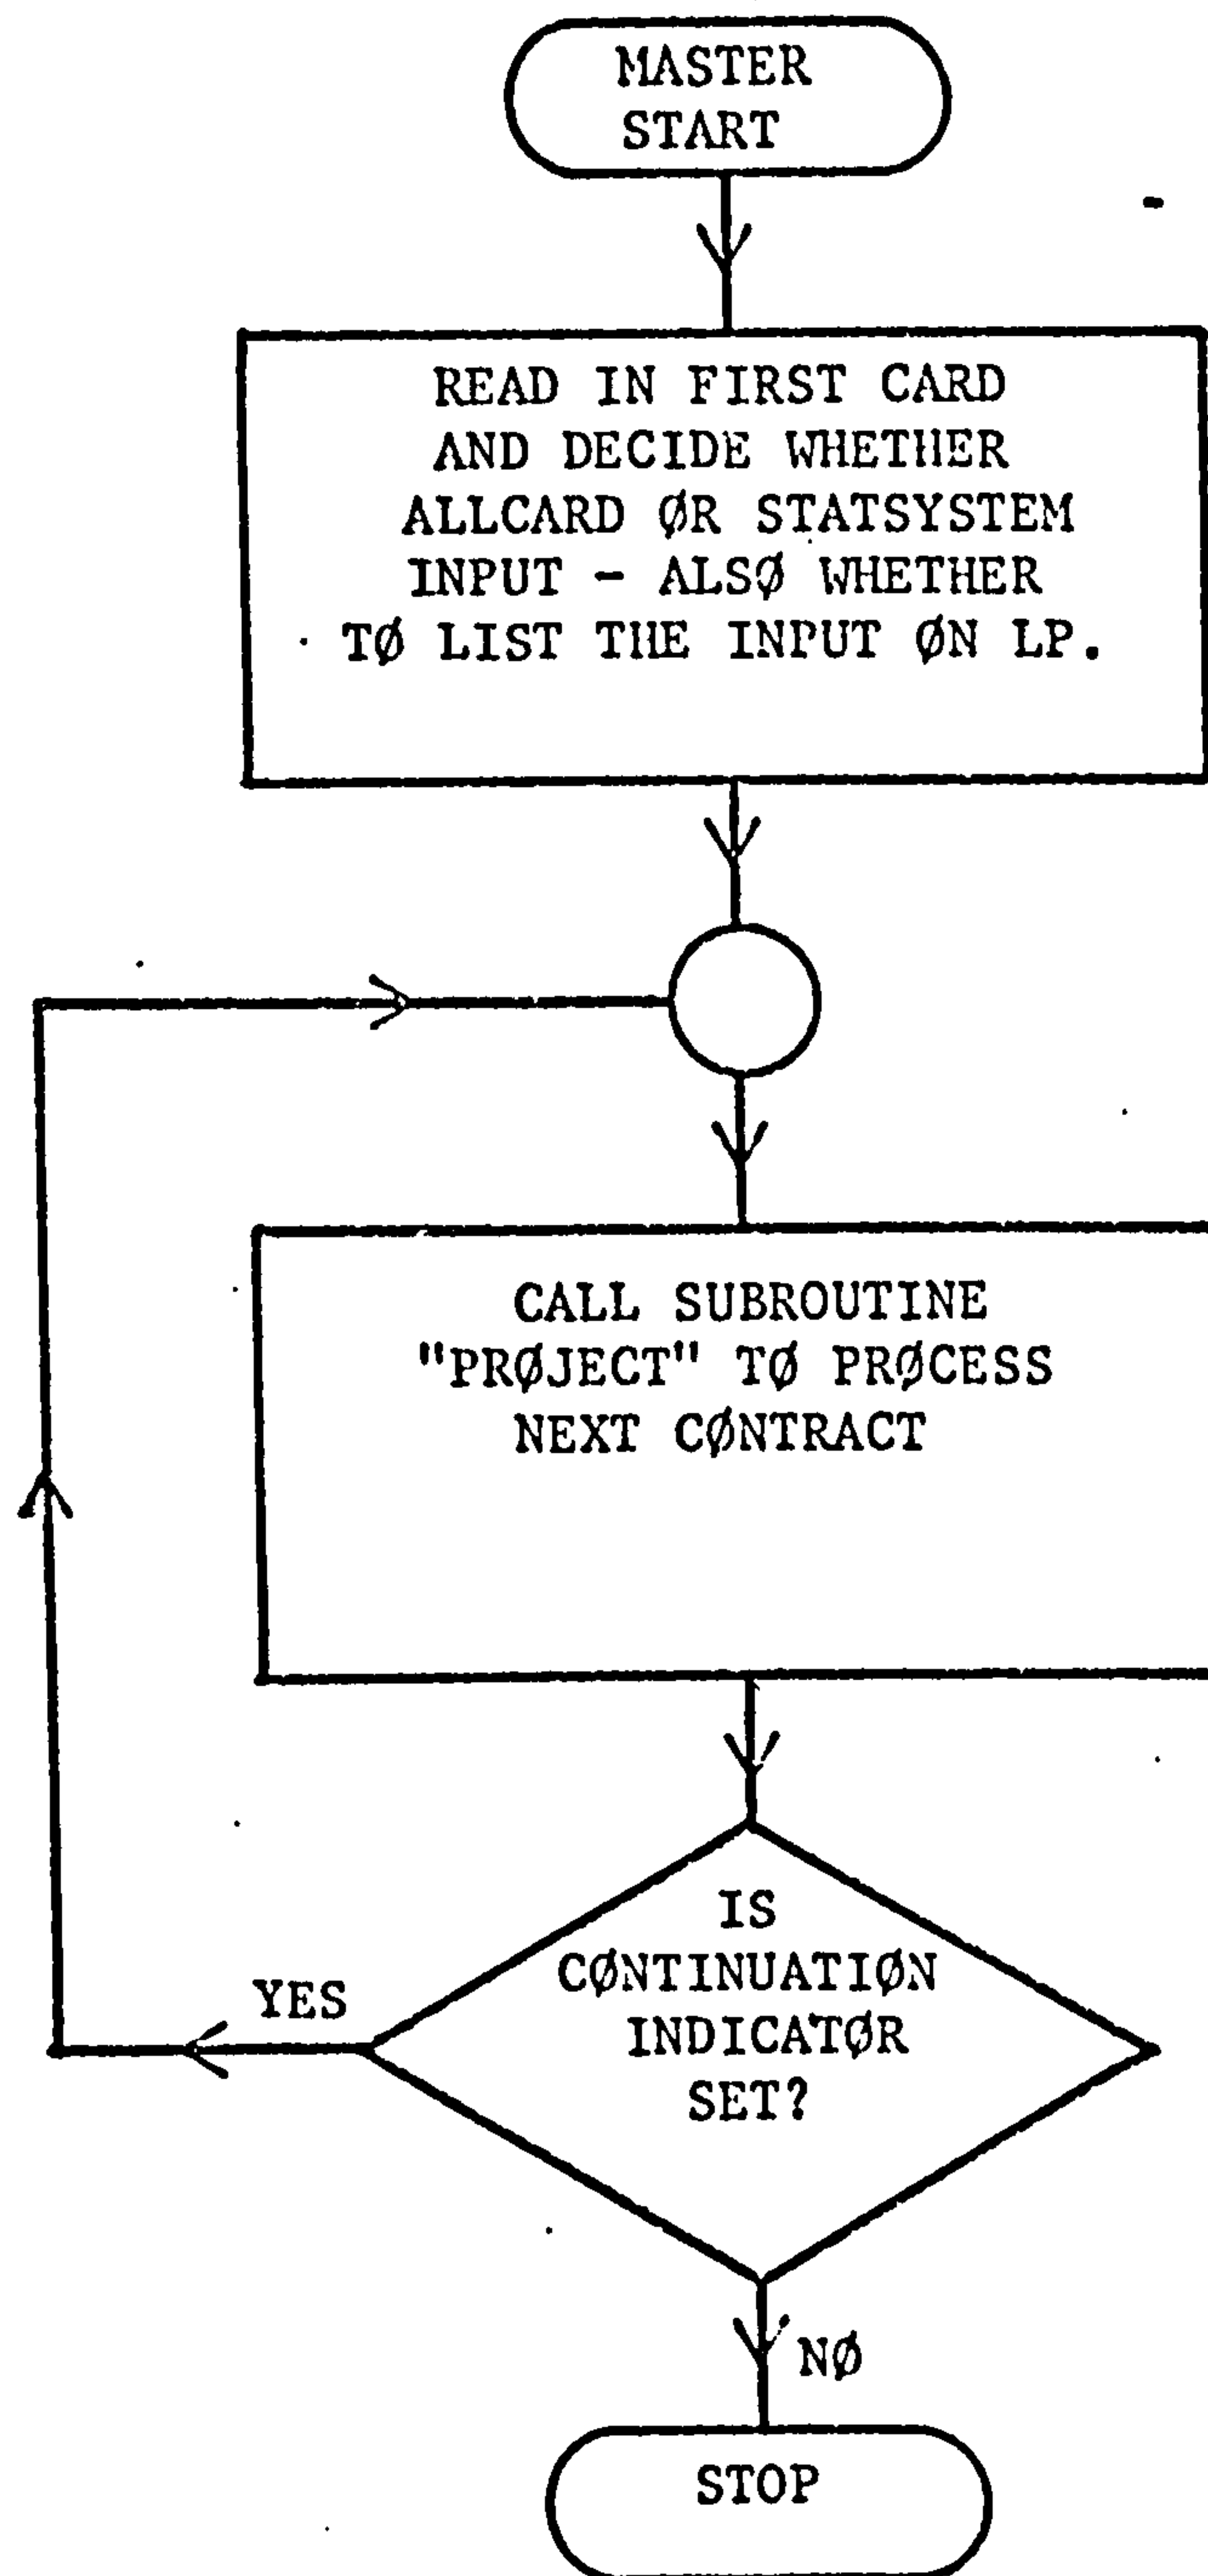 MASTER
START
READ IN FIRST CARD
AND DECIDE WHETHER
ALLCARD ØR STATSYSTEM
INPUT - ALSØ WHETHER
TØ LIST THE INPUT ØN LP.
CALL SUBROUTINE
"PRØJECT" TØ PRØCESS
NEXT CØNTRACT
IS
CØNTINUATIØN
INDICATØR
SET?
YES
NØ
STOP